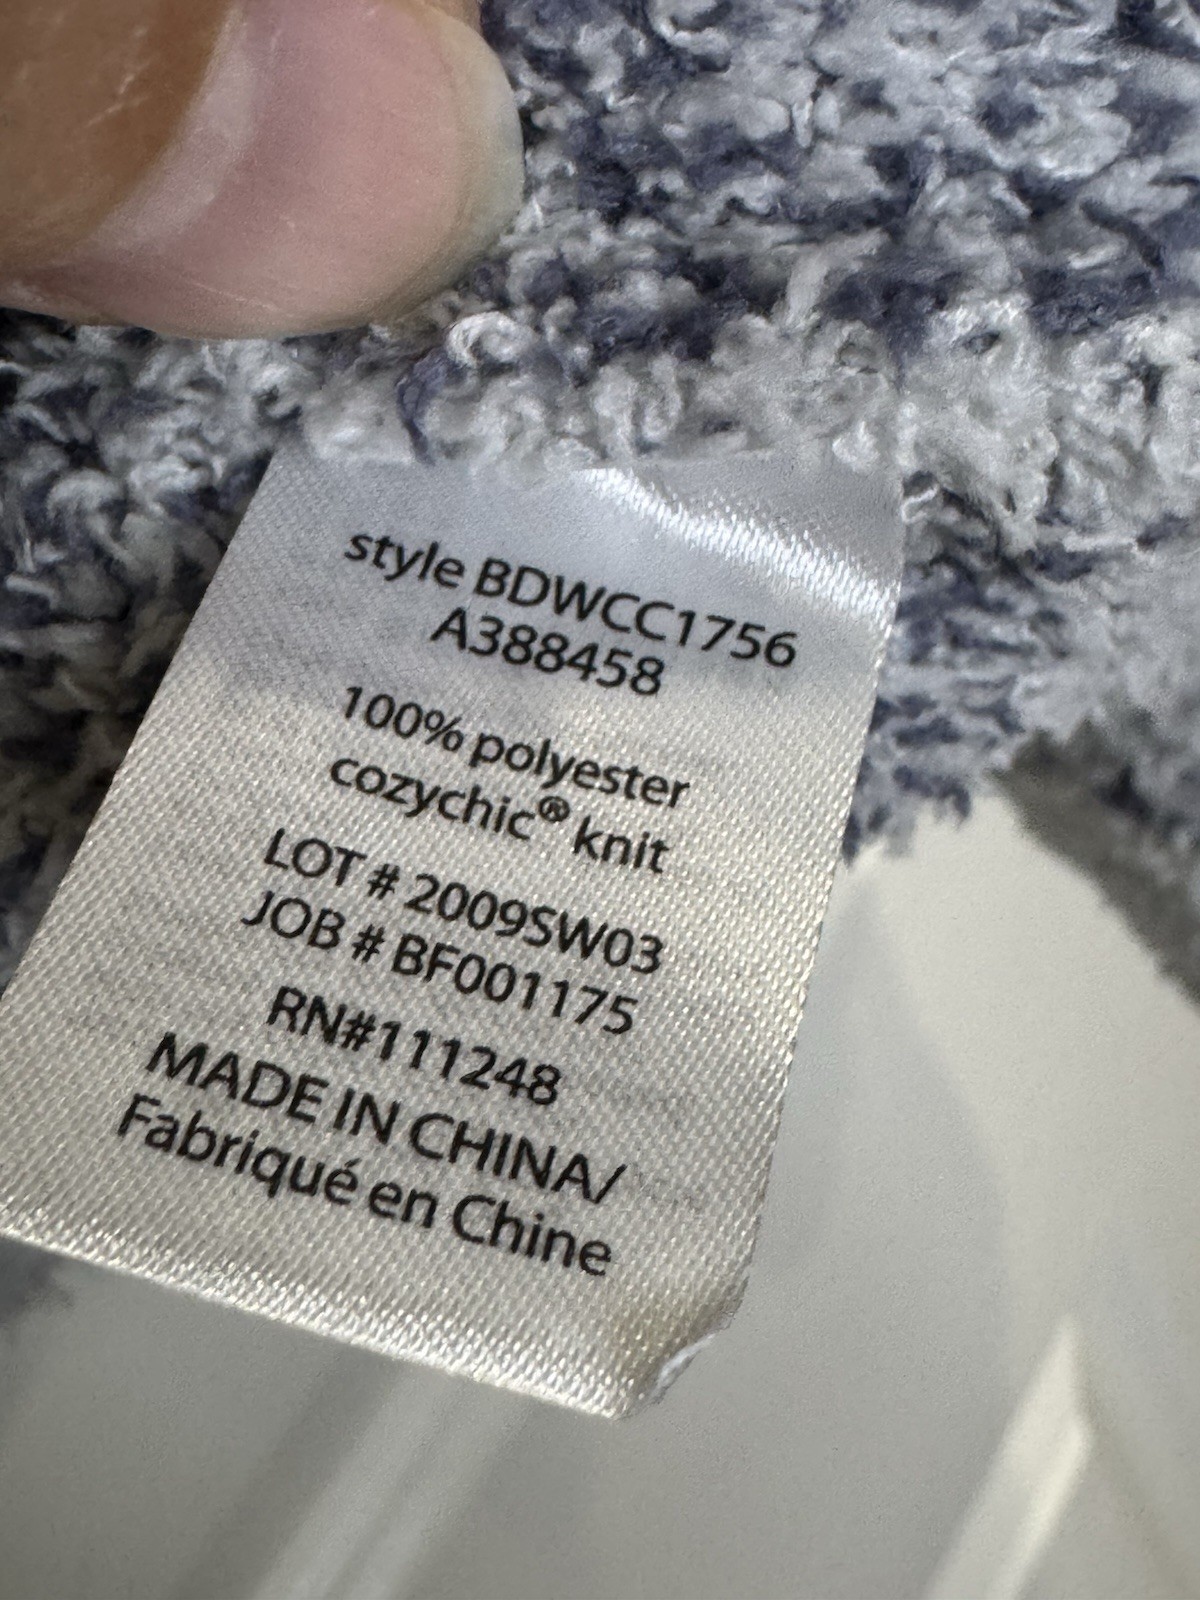 style BDWCC1756
A388458
100% polyester
cozychic® knit
LOT # 2009SW03
JOB # BF001175
RN#111248
MADE IN CHINA/
Fabriqué en Chine